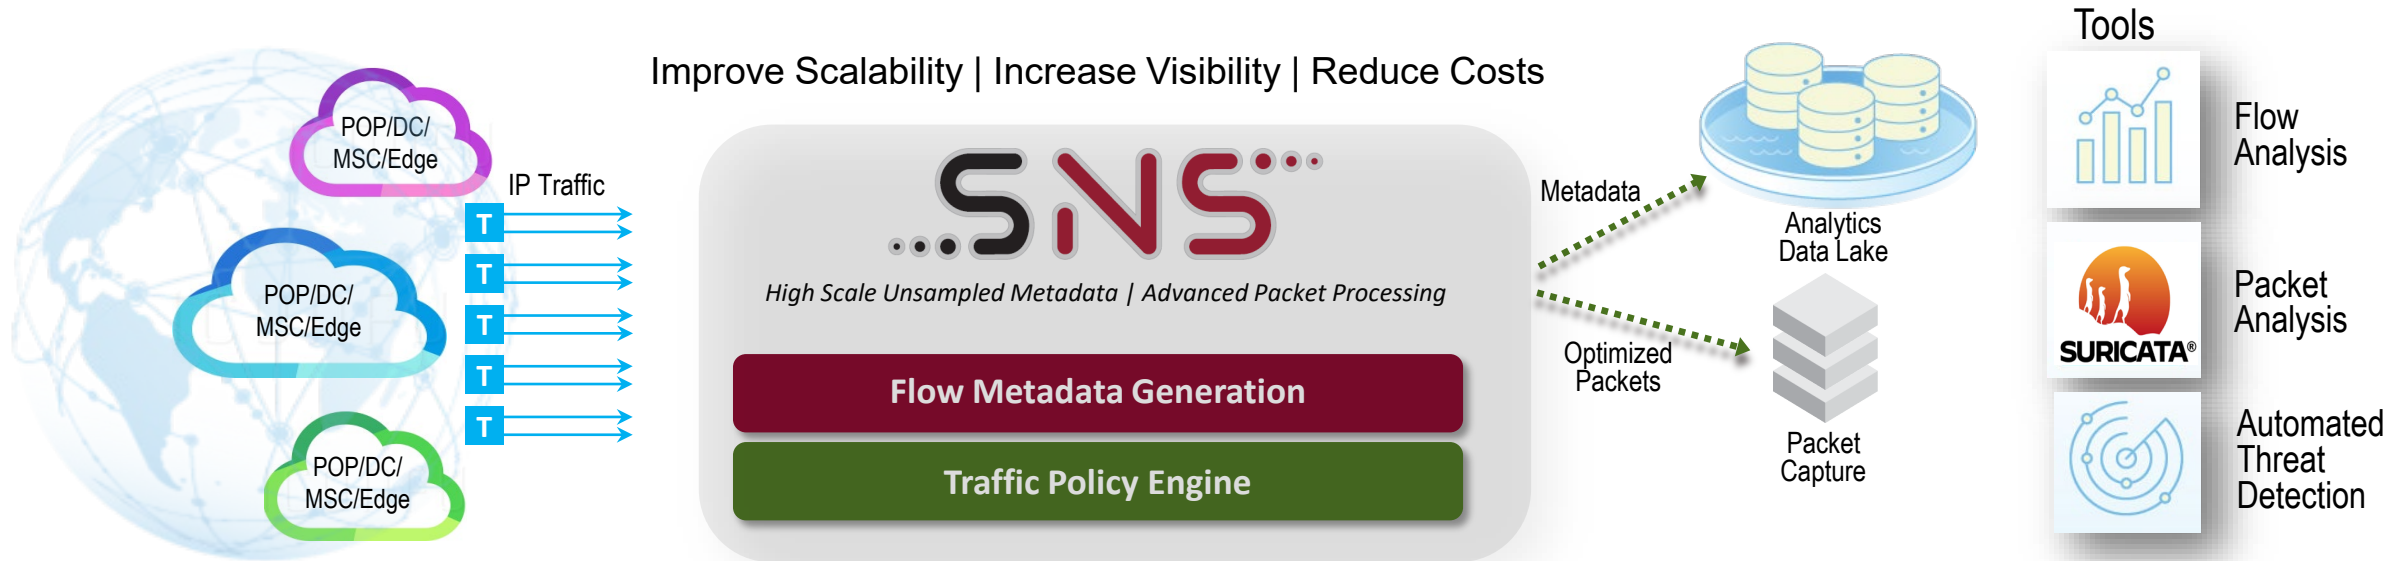 Improve Scalability | Increase Visibility | Reduce Costs
POP/DC/
MSC/Edge
POP/DC/
MSC/Edge
POP/DC/
MSC/Edge
IP Traffic
T
T
T
T
T
SNS
High Scale Unsampled Metadata | Advanced Packet Processing
Flow Metadata Generation
Traffic Policy Engine
Metadata
Optimized
Packets
Analytics
Data Lake
Packet
Capture
Tools
Flow
Analysis
SURICATA®
Packet
Analysis
Automated
Threat
Detection